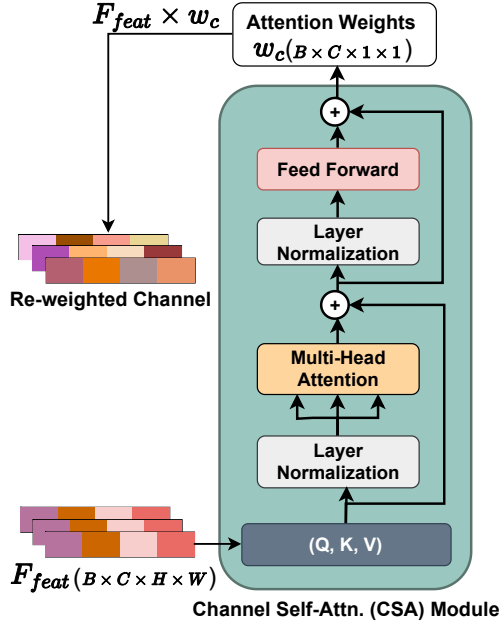 F_feat × w_c
Attention Weights
w_c(B × C × 1 × 1)
+
Feed Forward
Layer
Normalization
Re-weighted Channel
+
Multi-Head
Attention
Layer
Normalization
(Q, K, V)
F_feat (B × C × H × W)
Channel Self-Attn. (CSA) Module